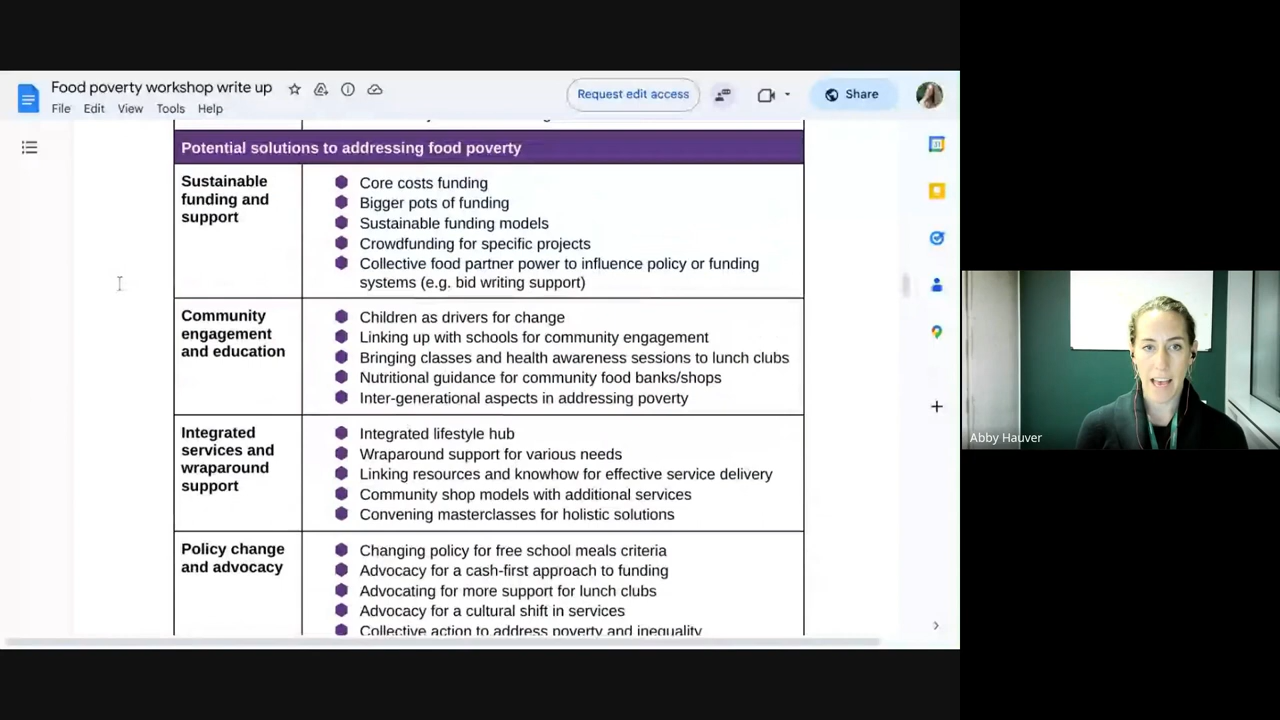 Food poverty workshop write up
File Edit View Tools Help
Request edit access
Share
Potential solutions to addressing food poverty
Sustainable
funding and
support
Core costs funding
Bigger pots of funding
Sustainable funding models
Crowdfunding for specific projects
Collective food partner power to influence policy or funding
systems (e.g. bid writing support)
Community
engagement
and education
Children as drivers for change
Linking up with schools for community engagement
Bringing classes and health awareness sessions to lunch clubs
Nutritional guidance for community food banks/shops
Inter-generational aspects in addressing poverty
Integrated
services and
wraparound
support
Integrated lifestyle hub
Wraparound support for various needs
Linking resources and knowhow for effective service delivery
Community shop models with additional services
Convening masterclasses for holistic solutions
Policy change
and advocacy
Changing policy for free school meals criteria
Advocacy for a cash-first approach to funding
Advocating for more support for lunch clubs
Advocacy for a cultural shift in services
Collective action to address poverty and inequality
Abby Hauver